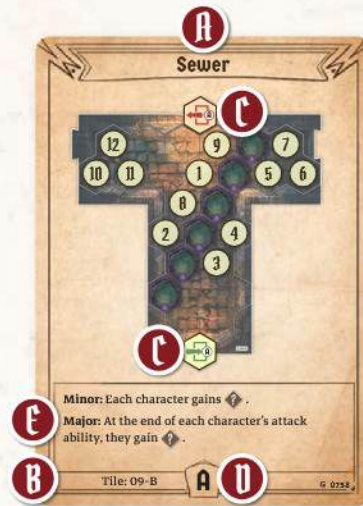 A
Sewer
A
C
12 9 7
10 11 1 5 6
8
2 4
3
C
A
Minor: Each character gains ? .
E
Major: At the end of each character's attack
ability, they gain ? .
B
Tile: 09-B
A
D
G